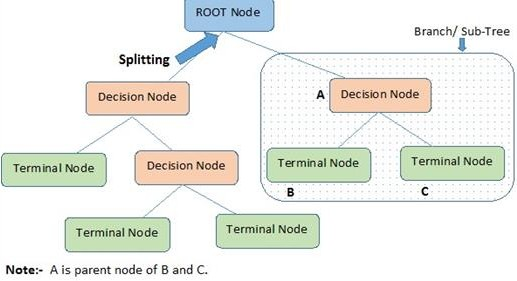 ROOT Node
Branch/ Sub-Tree
Splitting
Decision Node
A
Decision Node
Terminal Node
Decision Node
Terminal Node
Terminal Node
B
C
Terminal Node
Terminal Node
Note:-  A is parent node of B and C.